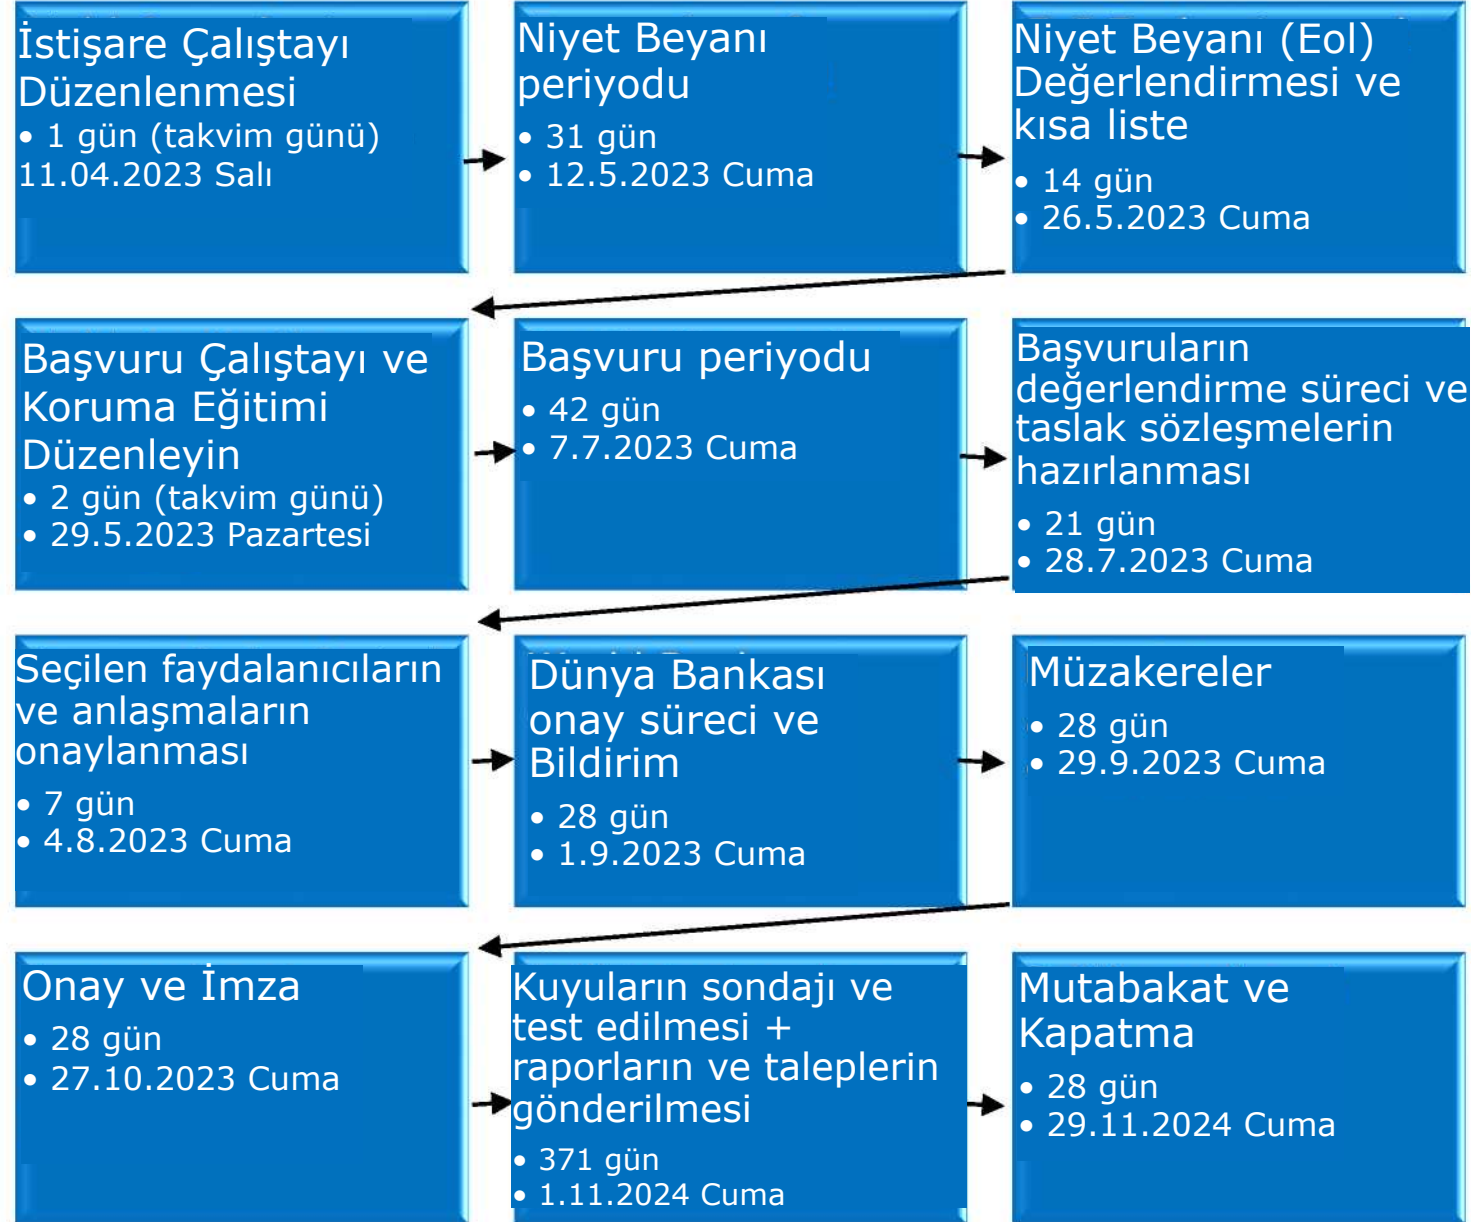 İstişare Çalıştayı
Düzenlenmesi
• 1 gün (takvim günü)
11.04.2023 Salı
Niyet Beyanı
periyodu
• 31 gün
• 12.5.2023 Cuma
Niyet Beyanı (EoI)
Değerlendirmesi ve
kısa liste
• 14 gün
• 26.5.2023 Cuma
Başvuru Çalıştayı ve
Koruma Eğitimi
Düzenleyin
• 2 gün (takvim günü)
• 29.5.2023 Pazartesi
Başvuru periyodu
• 42 gün
• 7.7.2023 Cuma
Başvuruların
değerlendirme süreci ve
taslak sözleşmelerin
hazırlanması
• 21 gün
• 28.7.2023 Cuma
Seçilen faydalanıcıların
ve anlaşmaların
onaylanması
• 7 gün
• 4.8.2023 Cuma
Dünya Bankası
onay süreci ve
Bildirim
• 28 gün
• 1.9.2023 Cuma
Müzakereler
• 28 gün
• 29.9.2023 Cuma
Onay ve İmza
• 28 gün
• 27.10.2023 Cuma
Kuyuların sondajı ve
test edilmesi +
raporların ve taleplerin
gönderilmesi
• 371 gün
• 1.11.2024 Cuma
Mutabakat ve
Kapatma
• 28 gün
• 29.11.2024 Cuma